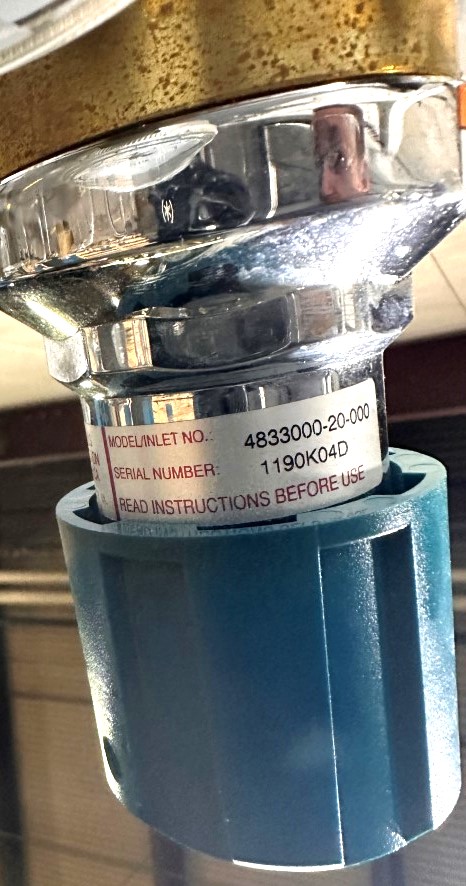 MODEL/INLET NO.: 4833000-20-000
SERIAL NUMBER: 1190K04D
READ INSTRUCTIONS BEFORE USE